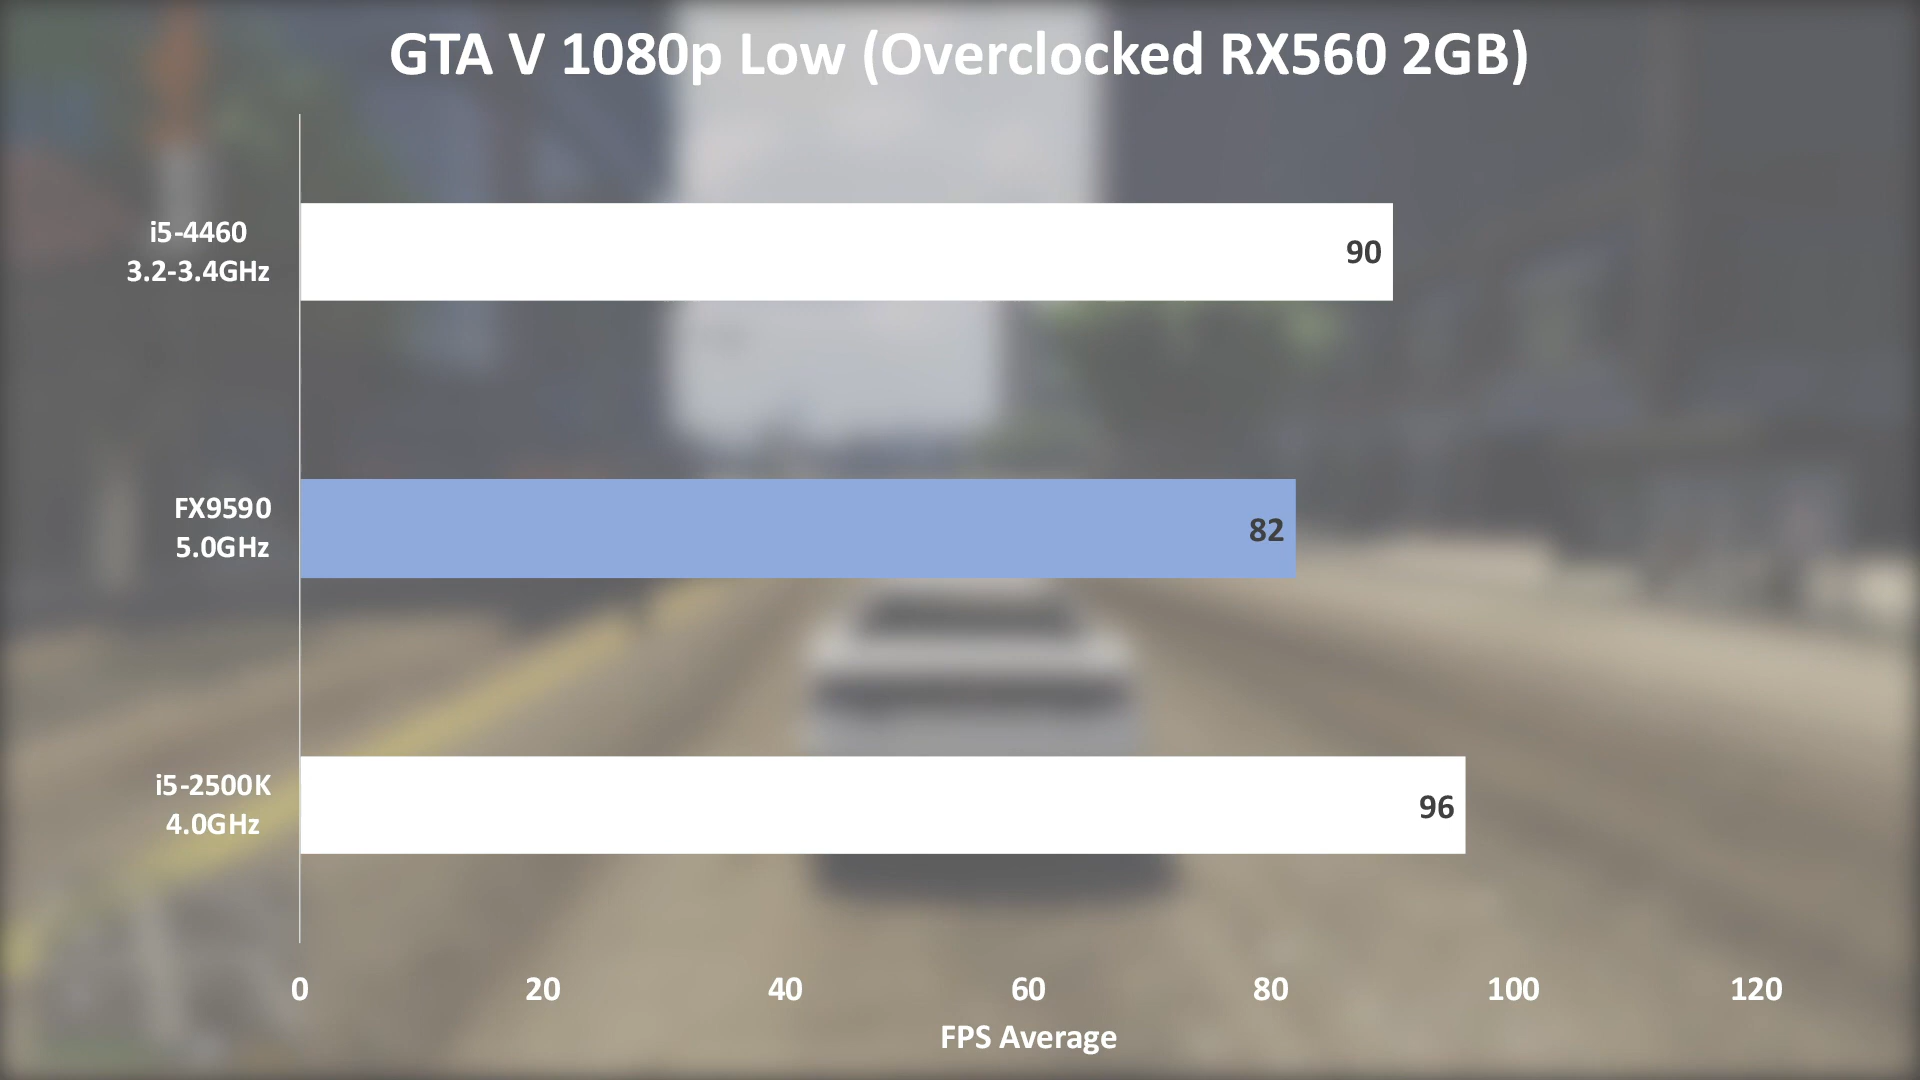 GTA V 1080p Low (Overclocked RX560 2GB)
i5-4460
3.2-3.4GHz
90
FX9590
5.0GHz
82
i5-2500K
4.0GHz
96
0 20 40 60 80 100 120
FPS Average